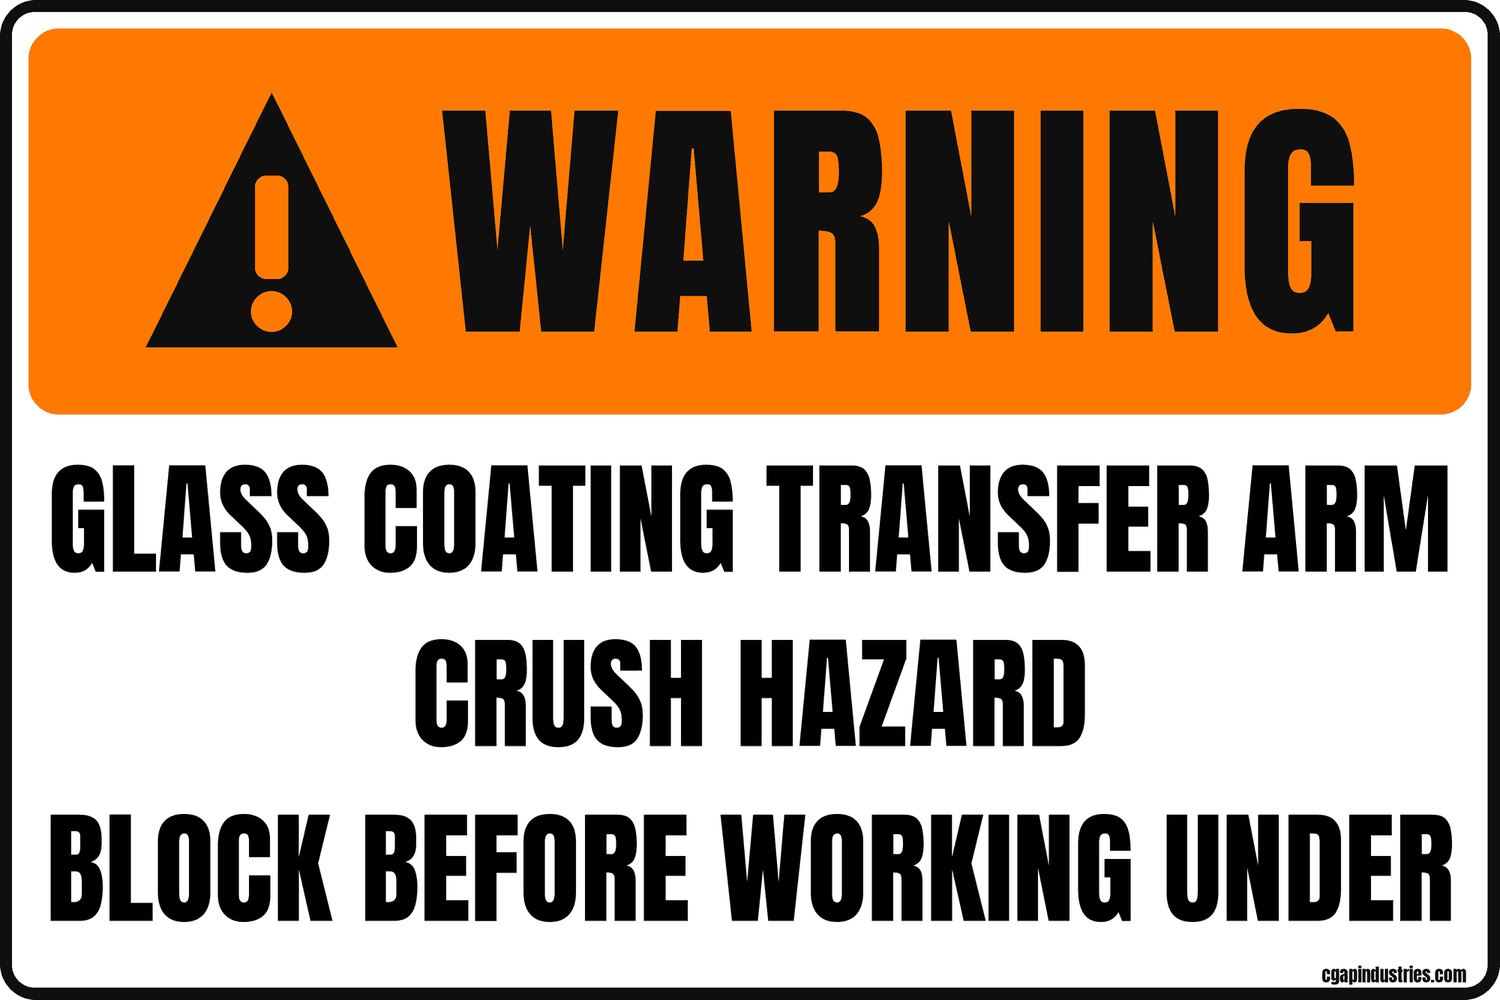 WARNING
GLASS COATING TRANSFER ARM
CRUSH HAZARD
BLOCK BEFORE WORKING UNDER
cgapindustries.com